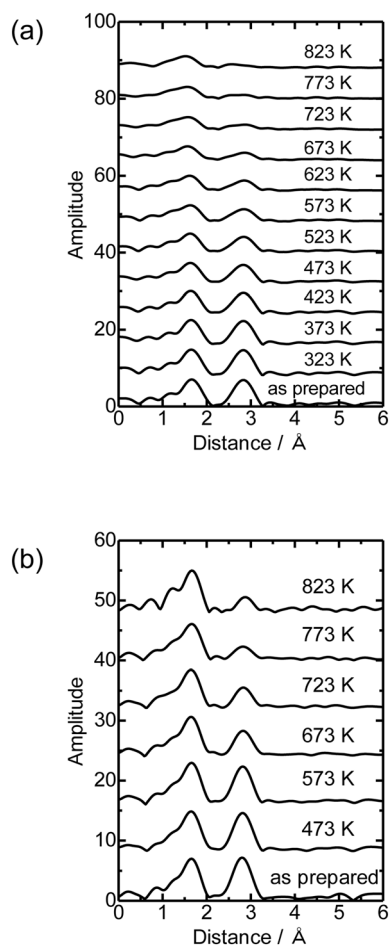 (a)
100
823 K
80
773 K
723 K
673 K
60
623 K
573 K
40
523 K
473 K
20
423 K
373 K
323 K
0
as prepared
Amplitude
0 1 2 3 4 5 6
Distance / Å
(b)
60
50
823 K
40
773 K
30
723 K
20
673 K
573 K
10
473 K
0
as prepared
Amplitude
0 1 2 3 4 5 6
Distance / Å